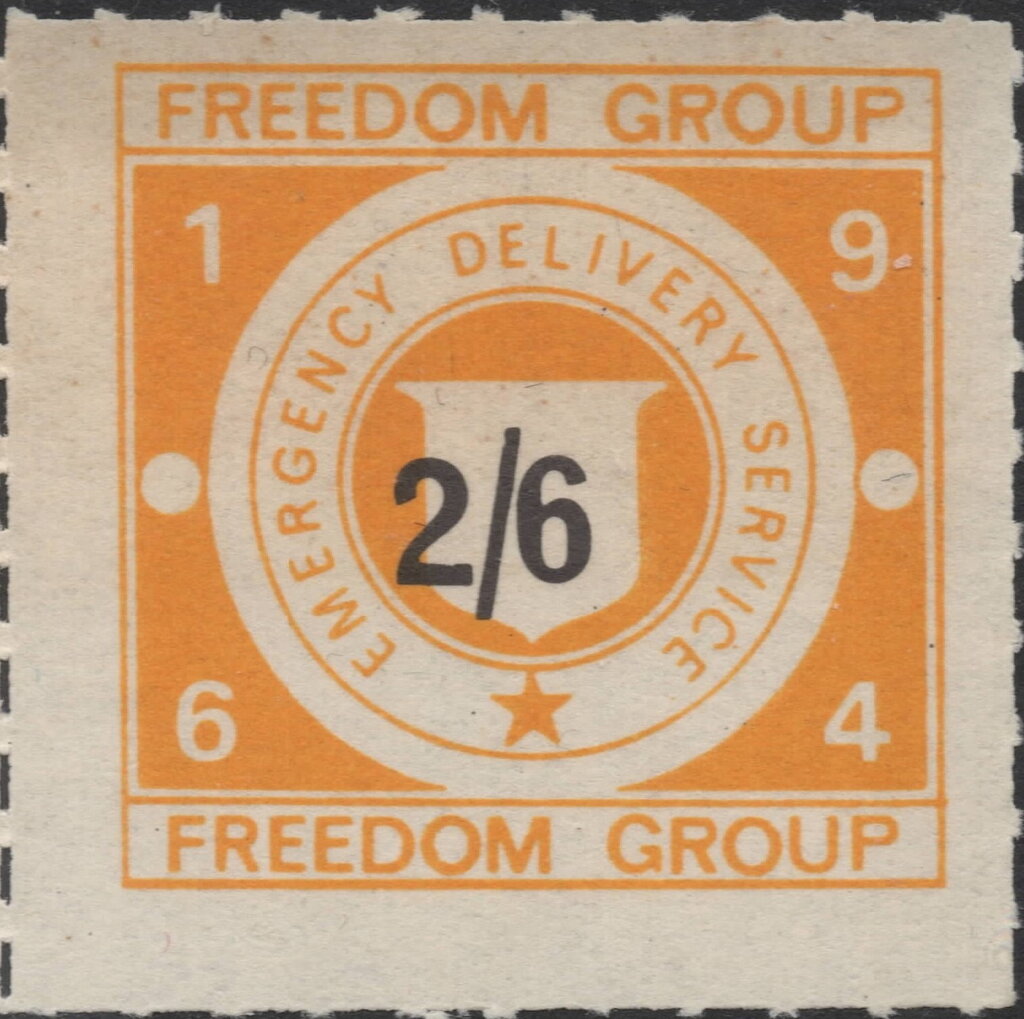 FREEDOM GROUP
1 9
EMERGENCY DELIVERY SERVICE
2/6
6 4
FREEDOM GROUP